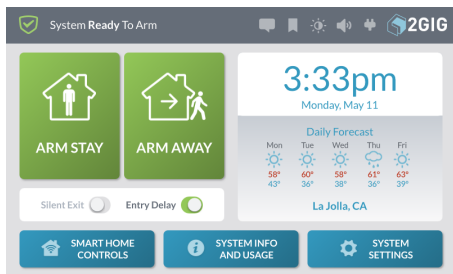 System Ready To Arm
2GIG
ARM STAY
ARM AWAY
Silent Exit
Entry Delay
3:33pm
Monday, May 11
Daily Forecast
Mon Tue Wed Thu Fri
58° 60° 58° 61° 63°
43° 36° 38° 36° 39°
La Jolla, CA
SMART HOME
CONTROLS
SYSTEM INFO
AND USAGE
SYSTEM
SETTINGS